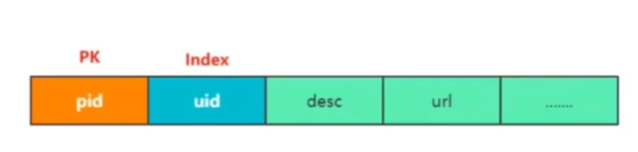 PK Index
pid uid desc url .......